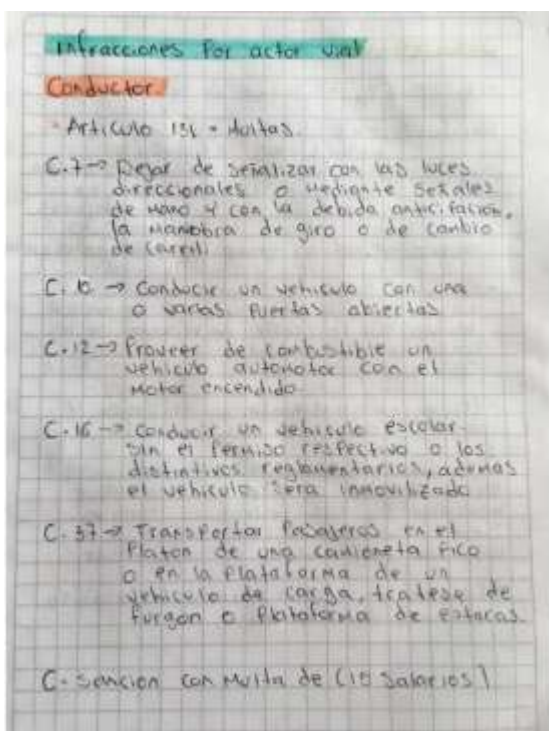 Infracciones Por actor vial
Conductor.
- Artículo 131 - Multas.
C.7→ Dejar de señalizar con las luces
direccionales o mediante señales
de mano y con la debida anticipación,
la maniobra de giro o de cambio
de carril.
C. 10 → Conducir un vehículo con una
o varias Puertas abiertas
C.12→ Proveer de combustible un
vehiculo automotor con el
Motor encendido
C.16 → Conducir un vehiculo escolar
sin el Permiso respectivo o los
distintivos reglamentarios, ademas
el vehiculo sera inmovilizado
C. 37→ Transportar Pasajeros en el
Platon de una camioneta Pico
o en la Plataforma de un
vehiculo de carga, tratese de
furgon o Plataforma de estacas.
C- Sancion con Multa de (15 Salarios)